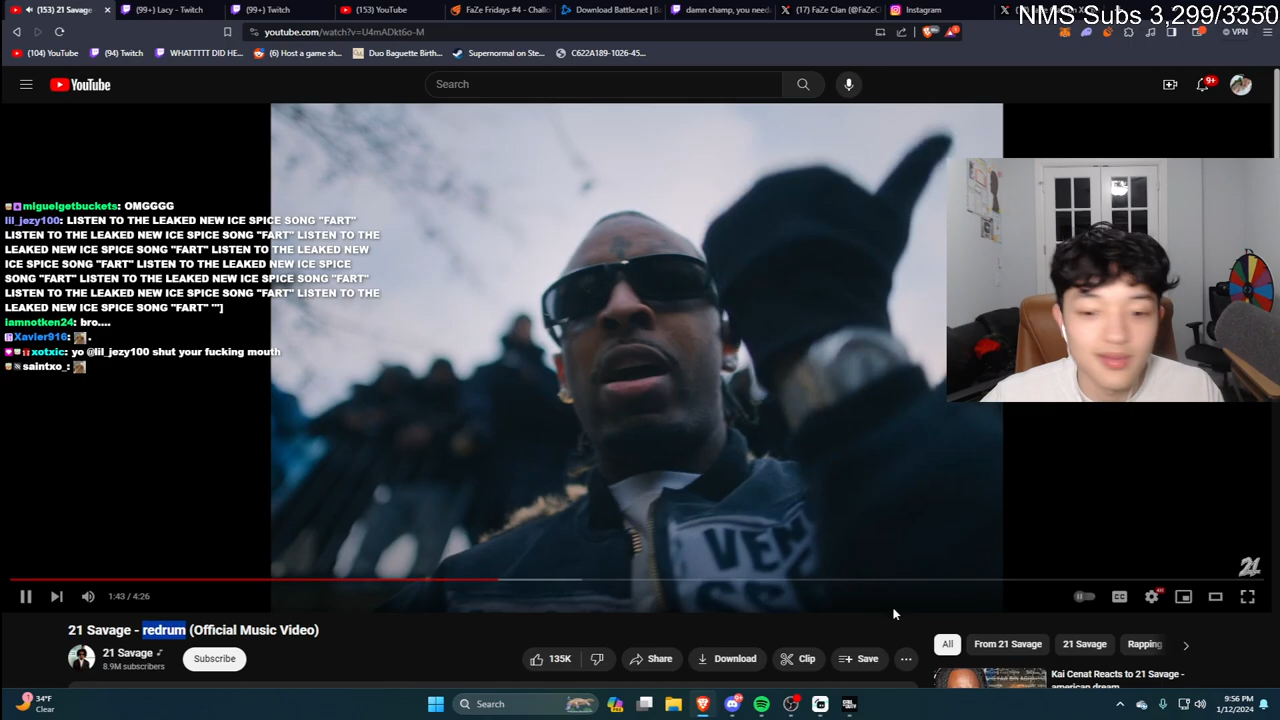 NMS Subs 3,299/3350
(153) 21 Savage -
(99+) Lacy - Twitch
(99+) Twitch
(153) YouTube
FaZe Fridays #4 - Challo
Download Battle.net | B
damn champ, you need
(17) FaZe Clan (@FaZeC
Instagram
youtube.com/watch?v=U4mADkt6o-M
VPN
(104) YouTube
(94) Twitch
WHATTTTT DID HE...
(6) Host a game sh...
Duo Baguette Birth...
Supernormal on Ste...
C622A189-1026-45...
YouTube
Search
9+
miguelgetbuckets: OMGGGG
lil_jezy100: LISTEN TO THE LEAKED NEW ICE SPICE SONG "FART"
LISTEN TO THE LEAKED NEW ICE SPICE SONG "FART" LISTEN TO THE
LEAKED NEW ICE SPICE SONG "FART" LISTEN TO THE LEAKED NEW
ICE SPICE SONG "FART" LISTEN TO THE LEAKED NEW ICE SPICE
SONG "FART" LISTEN TO THE LEAKED NEW ICE SPICE SONG "FART"
LISTEN TO THE LEAKED NEW ICE SPICE SONG "FART" LISTEN TO THE
LEAKED NEW ICE SPICE SONG "FART" '"]
iamnotken24: bro....
Xavier916: .
xotxic: yo @lil_jezy100 shut your fucking mouth
saintxo_:
21
1:43 / 4:26
21 Savage - redrum (Official Music Video)
21 Savage
8.9M subscribers
Subscribe
135K
Share
Download
Clip
Save
All
From 21 Savage
21 Savage
Rapping
Kai Cenat Reacts to 21 Savage -
american dream
34°F
Clear
Search
9:56 PM
1/12/2024